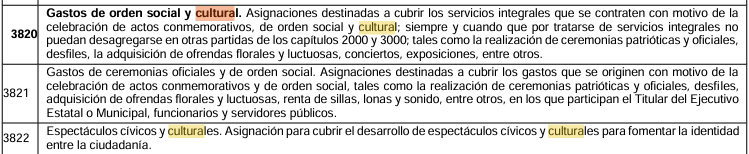 Gastos de orden social y cultural. Asignaciones destinadas a cubrir los servicios integrales que se contraten con motivo de la
celebración de actos conmemorativos, de orden social y cultural; siempre y cuando que por tratarse de servicios integrales no
3820 puedan desagregarse en otras partidas de los capítulos 2000 y 3000; tales como la realización de ceremonias patrióticas y oficiales,
desfiles, la adquisición de ofrendas florales y luctuosas, conciertos, exposiciones, entre otros.
Gastos de ceremonias oficiales y de orden social. Asignaciones destinadas a cubrir los gastos que se originen con motivo de la
celebración de actos conmemorativos y de orden social, tales como la realización de ceremonias patrióticas y oficiales, desfiles,
3821 adquisición de ofrendas florales y luctuosas, renta de sillas, lonas y sonido, entre otros, en los que participan el Titular del Ejecutivo
Estatal o Municipal, funcionarios y servidores públicos.
3822 Espectáculos cívicos y culturales. Asignación para cubrir el desarrollo de espectáculos cívicos y culturales para fomentar la identidad
entre la ciudadanía.